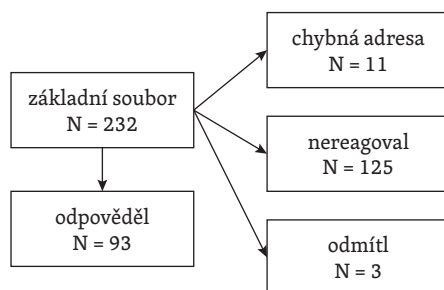 chybná adresa
N = 11
základní soubor
N = 232
nereagoval
N = 125
odpověděl
N = 93
odmítl
N = 3